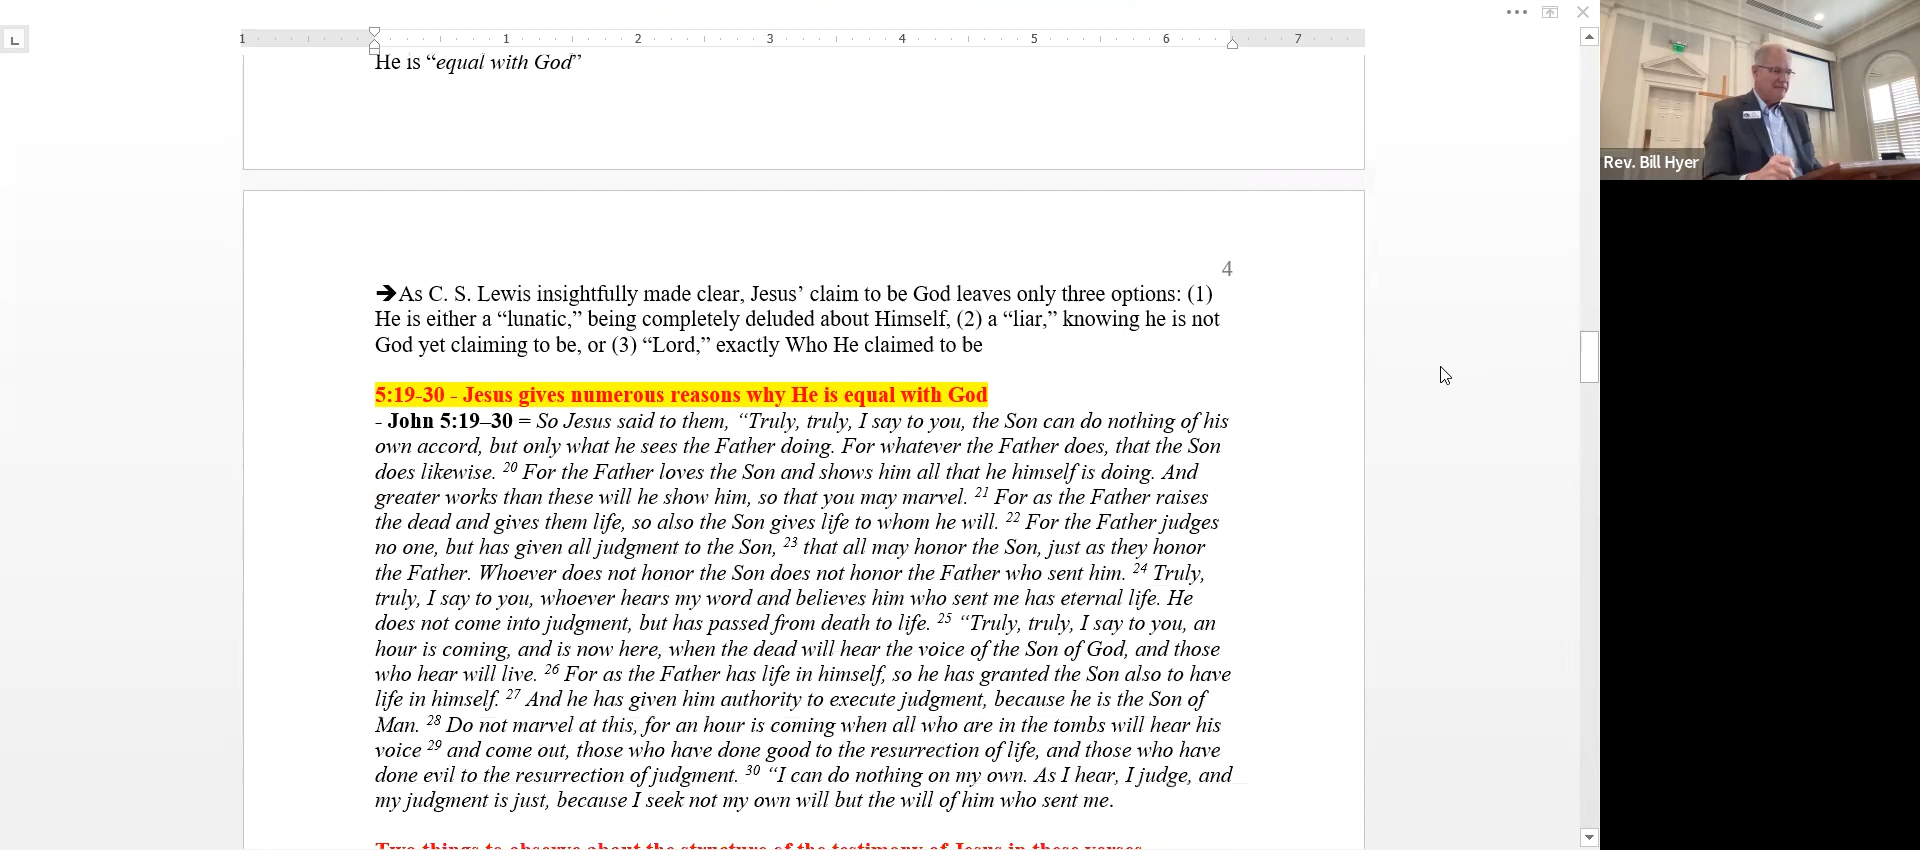 1 1 2 3 4 5 6 7
He is “equal with God”
4
➔As C. S. Lewis insightfully made clear, Jesus’ claim to be God leaves only three options: (1)
He is either a “lunatic,” being completely deluded about Himself, (2) a “liar,” knowing he is not
God yet claiming to be, or (3) “Lord,” exactly Who He claimed to be
5:19-30 - Jesus gives numerous reasons why He is equal with God
- John 5:19–30 = So Jesus said to them, “Truly, truly, I say to you, the Son can do nothing of his
own accord, but only what he sees the Father doing. For whatever the Father does, that the Son
does likewise. 20 For the Father loves the Son and shows him all that he himself is doing. And
greater works than these will he show him, so that you may marvel. 21 For as the Father raises
the dead and gives them life, so also the Son gives life to whom he will. 22 For the Father judges
no one, but has given all judgment to the Son, 23 that all may honor the Son, just as they honor
the Father. Whoever does not honor the Son does not honor the Father who sent him. 24 Truly,
truly, I say to you, whoever hears my word and believes him who sent me has eternal life. He
does not come into judgment, but has passed from death to life. 25 “Truly, truly, I say to you, an
hour is coming, and is now here, when the dead will hear the voice of the Son of God, and those
who hear will live. 26 For as the Father has life in himself, so he has granted the Son also to have
life in himself. 27 And he has given him authority to execute judgment, because he is the Son of
Man. 28 Do not marvel at this, for an hour is coming when all who are in the tombs will hear his
voice 29 and come out, those who have done good to the resurrection of life, and those who have
done evil to the resurrection of judgment. 30 “I can do nothing on my own. As I hear, I judge, and
my judgment is just, because I seek not my own will but the will of him who sent me.
Two things to observe about the structure of the testimony of Jesus in these verses
Rev. Bill Hyer